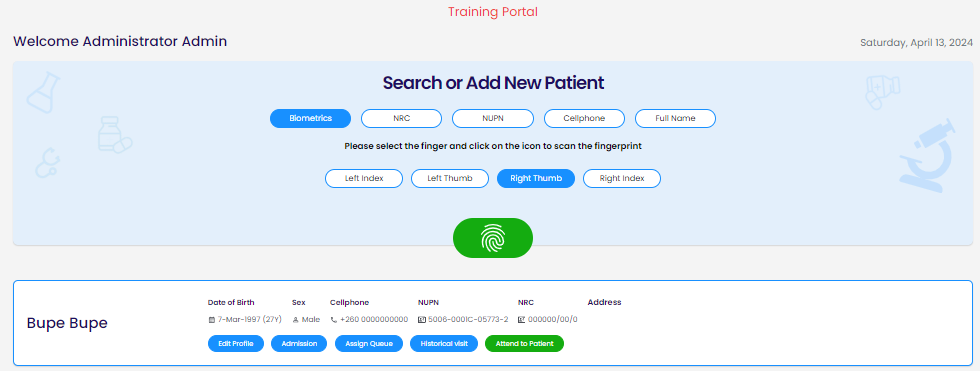 Training Portal
Welcome Administrator Admin
Saturday, April 13, 2024
Search or Add New Patient
Biometrics NRC NUPN Cellphone Full Name
Please select the finger and click on the icon to scan the fingerprint
Left Index Left Thumb Right Thumb Right Index
Date of Birth Sex Cellphone NUPN NRC Address
Bupe Bupe
7-Mar-1997 (27Y) Male +260 0000000000 5006-0001C-05773-2 000000/00/0
Edit Profile Admission Assign Queue Historical visit Attend to Patient